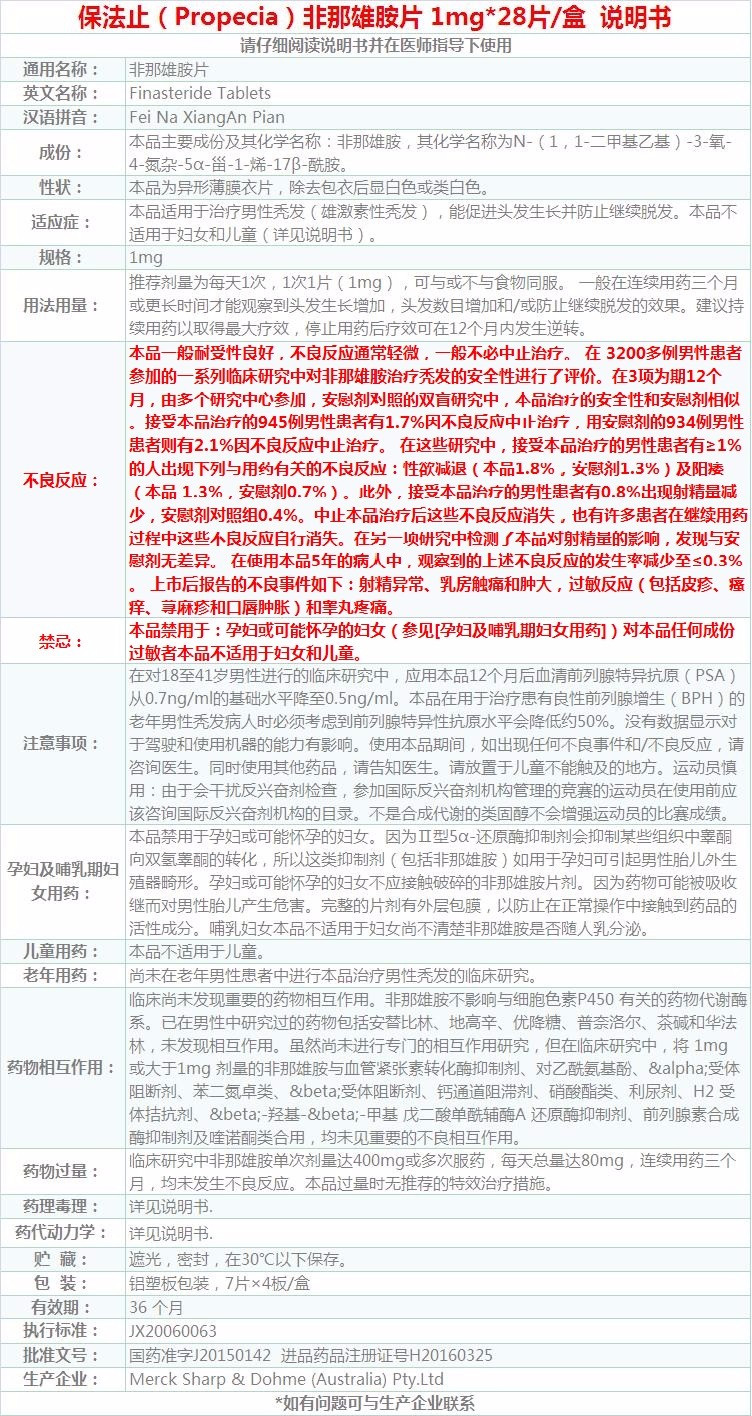 保法止（Propecia）非那雄胺片 1mg*28片/盒 说明书
请仔细阅读说明书并在医师指导下使用
通用名称： 非那雄胺片
英文名称： Finasteride Tablets
汉语拼音： Fei Na XiangAn Pian
成份： 本品主要成份及其化学名称：非那雄胺，其化学名称为N-（1，1-二甲基乙基）-3-氧-
4-氮杂-5α-甾-1-烯-17β-酰胺。
性状： 本品为异形薄膜衣片，除去包衣后显白色或类白色。
适应症： 本品适用于治疗男性秃发（雄激素性秃发），能促进头发生长并防止继续脱发。本品不
适用于妇女和儿童（详见说明书）。
规格： 1mg
用法用量： 推荐剂量为每天1次，1次1片（1mg），可与或不与食物同服。 一般在连续用药三个月
或更长时间才能观察到头发生长增加，头发数目增加和/或防止继续脱发的效果。建议持
续用药以取得最大疗效，停止用药后疗效可在12个月内发生逆转。
不良反应： 本品一般耐受性良好，不良反应通常轻微，一般不必中止治疗。 在 3200多例男性患者
参加的一系列临床研究中对非那雄胺治疗秃发的安全性进行了评价。在3项为期12个
月，由多个研究中心参加，安慰剂对照的双盲研究中，本品治疗的安全性和安慰剂相似
。接受本品治疗的945例男性患者有1.7%因不良反应中止治疗，用安慰剂的934例男性
患者则有2.1%因不良反应中止治疗。 在这些研究中，接受本品治疗的男性患者有≥1%
的人出现下列与用药有关的不良反应：性欲减退（本品1.8%，安慰剂1.3%）及阳痿
（本品 1.3%，安慰剂0.7%）。此外，接受本品治疗的男性患者有0.8%出现射精量减
少，安慰剂对照组0.4%。中止本品治疗后这些不良反应消失，也有许多患者在继续用药
过程中这些不良反应自行消失。在另一项研究中检测了本品对射精量的影响，发现与安
慰剂无差异。 在使用本品5年的病人中，观察到的上述不良反应的发生率减少至≤0.3%
。 上市后报告的不良事件如下：射精异常、乳房触痛和肿大，过敏反应（包括皮疹、瘙
痒、荨麻疹和口唇肿胀）和睾丸疼痛。
禁忌： 本品禁用于：孕妇或可能怀孕的妇女（参见[孕妇及哺乳期妇女用药]）对本品任何成份
过敏者本品不适用于妇女和儿童。
注意事项： 在对18至41岁男性进行的临床研究中，应用本品12个月后血清前列腺特异抗原（PSA）
从0.7ng/ml的基础水平降至0.5ng/ml。本品在用于治疗患有良性前列腺增生（BPH）的
老年男性秃发病人时必须考虑到前列腺特异性抗原水平会降低约50%。没有数据显示对
于驾驶和使用机器的能力有影响。使用本品期间，如出现任何不良事件和/不良反应，请
咨询医生。同时使用其他药品，请告知医生。请放置于儿童不能触及的地方。运动员慎
用：由于会干扰反兴奋剂检查，参加国际反兴奋剂机构管理的竞赛的运动员在使用前应
该咨询国际反兴奋剂机构的目录。不是合成代谢的类固醇不会增强运动员的比赛成绩。
孕妇及哺乳期妇
女用药： 本品禁用于孕妇或可能怀孕的妇女。因为Ⅱ型5α-还原酶抑制剂会抑制某些组织中睾酮
向双氢睾酮的转化，所以这类抑制剂（包括非那雄胺）如用于孕妇可引起男性胎儿外生
殖器畸形。孕妇或可能怀孕的妇女不应接触破碎的非那雄胺片剂。因为药物可能被吸收
继而对男性胎儿产生危害。完整的片剂有外层包膜，以防止在正常操作中接触到药品的
活性成分。哺乳妇女本品不适用于妇女尚不清楚非那雄胺是否随人乳分泌。
儿童用药： 本品不适用于儿童。
老年用药： 尚未在老年男性患者中进行本品治疗男性秃发的临床研究。
药物相互作用： 临床尚未发现重要的药物相互作用。非那雄胺不影响与细胞色素P450 有关的药物代谢酶
系。已在男性中研究过的药物包括安替比林、地高辛、优降糖、普奈洛尔、茶碱和华法
林，未发现相互作用。虽然尚未进行专门的相互作用研究，但在临床研究中，将 1mg
或大于1mg 剂量的非那雄胺与血管紧张素转化酶抑制剂、对乙酰氨基酚、&alpha;受体
阻断剂、苯二氮卓类、&beta;受体阻断剂、钙通道阻滞剂、硝酸酯类、利尿剂、H2 受
体拮抗剂、&beta;-羟基-&beta;-甲基 戊二酸单酰辅酶A 还原酶抑制剂、前列腺素合成
酶抑制剂及喹诺酮类合用，均未见重要的不良相互作用。
药物过量： 临床研究中非那雄胺单次剂量达400mg或多次服药，每天总量达80mg，连续用药三个
月，均未发生不良反应。本品过量时无推荐的特效治疗措施。
药理毒理： 详见说明书.
药代动力学： 详见说明书.
贮 藏： 遮光，密封，在30℃以下保存。
包 装： 铝塑板包装，7片×4板/盒
有效期： 36 个月
执行标准： JX20060063
批准文号： 国药准字J20150142 进品药品注册证号H20160325
生产企业： Merck Sharp & Dohme (Australia) Pty.Ltd
*如有问题可与生产企业联系